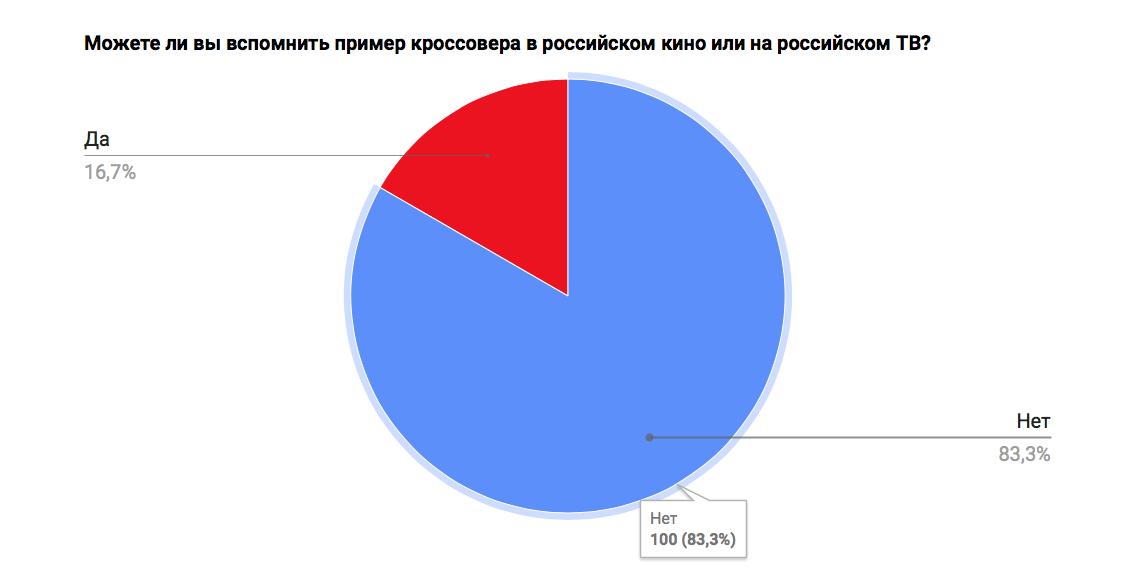 Можете ли вы вспомнить пример кроссовера в российском кино или на российском ТВ?
Да
16,7%
Нет
83,3%
Нет
100 (83,3%)